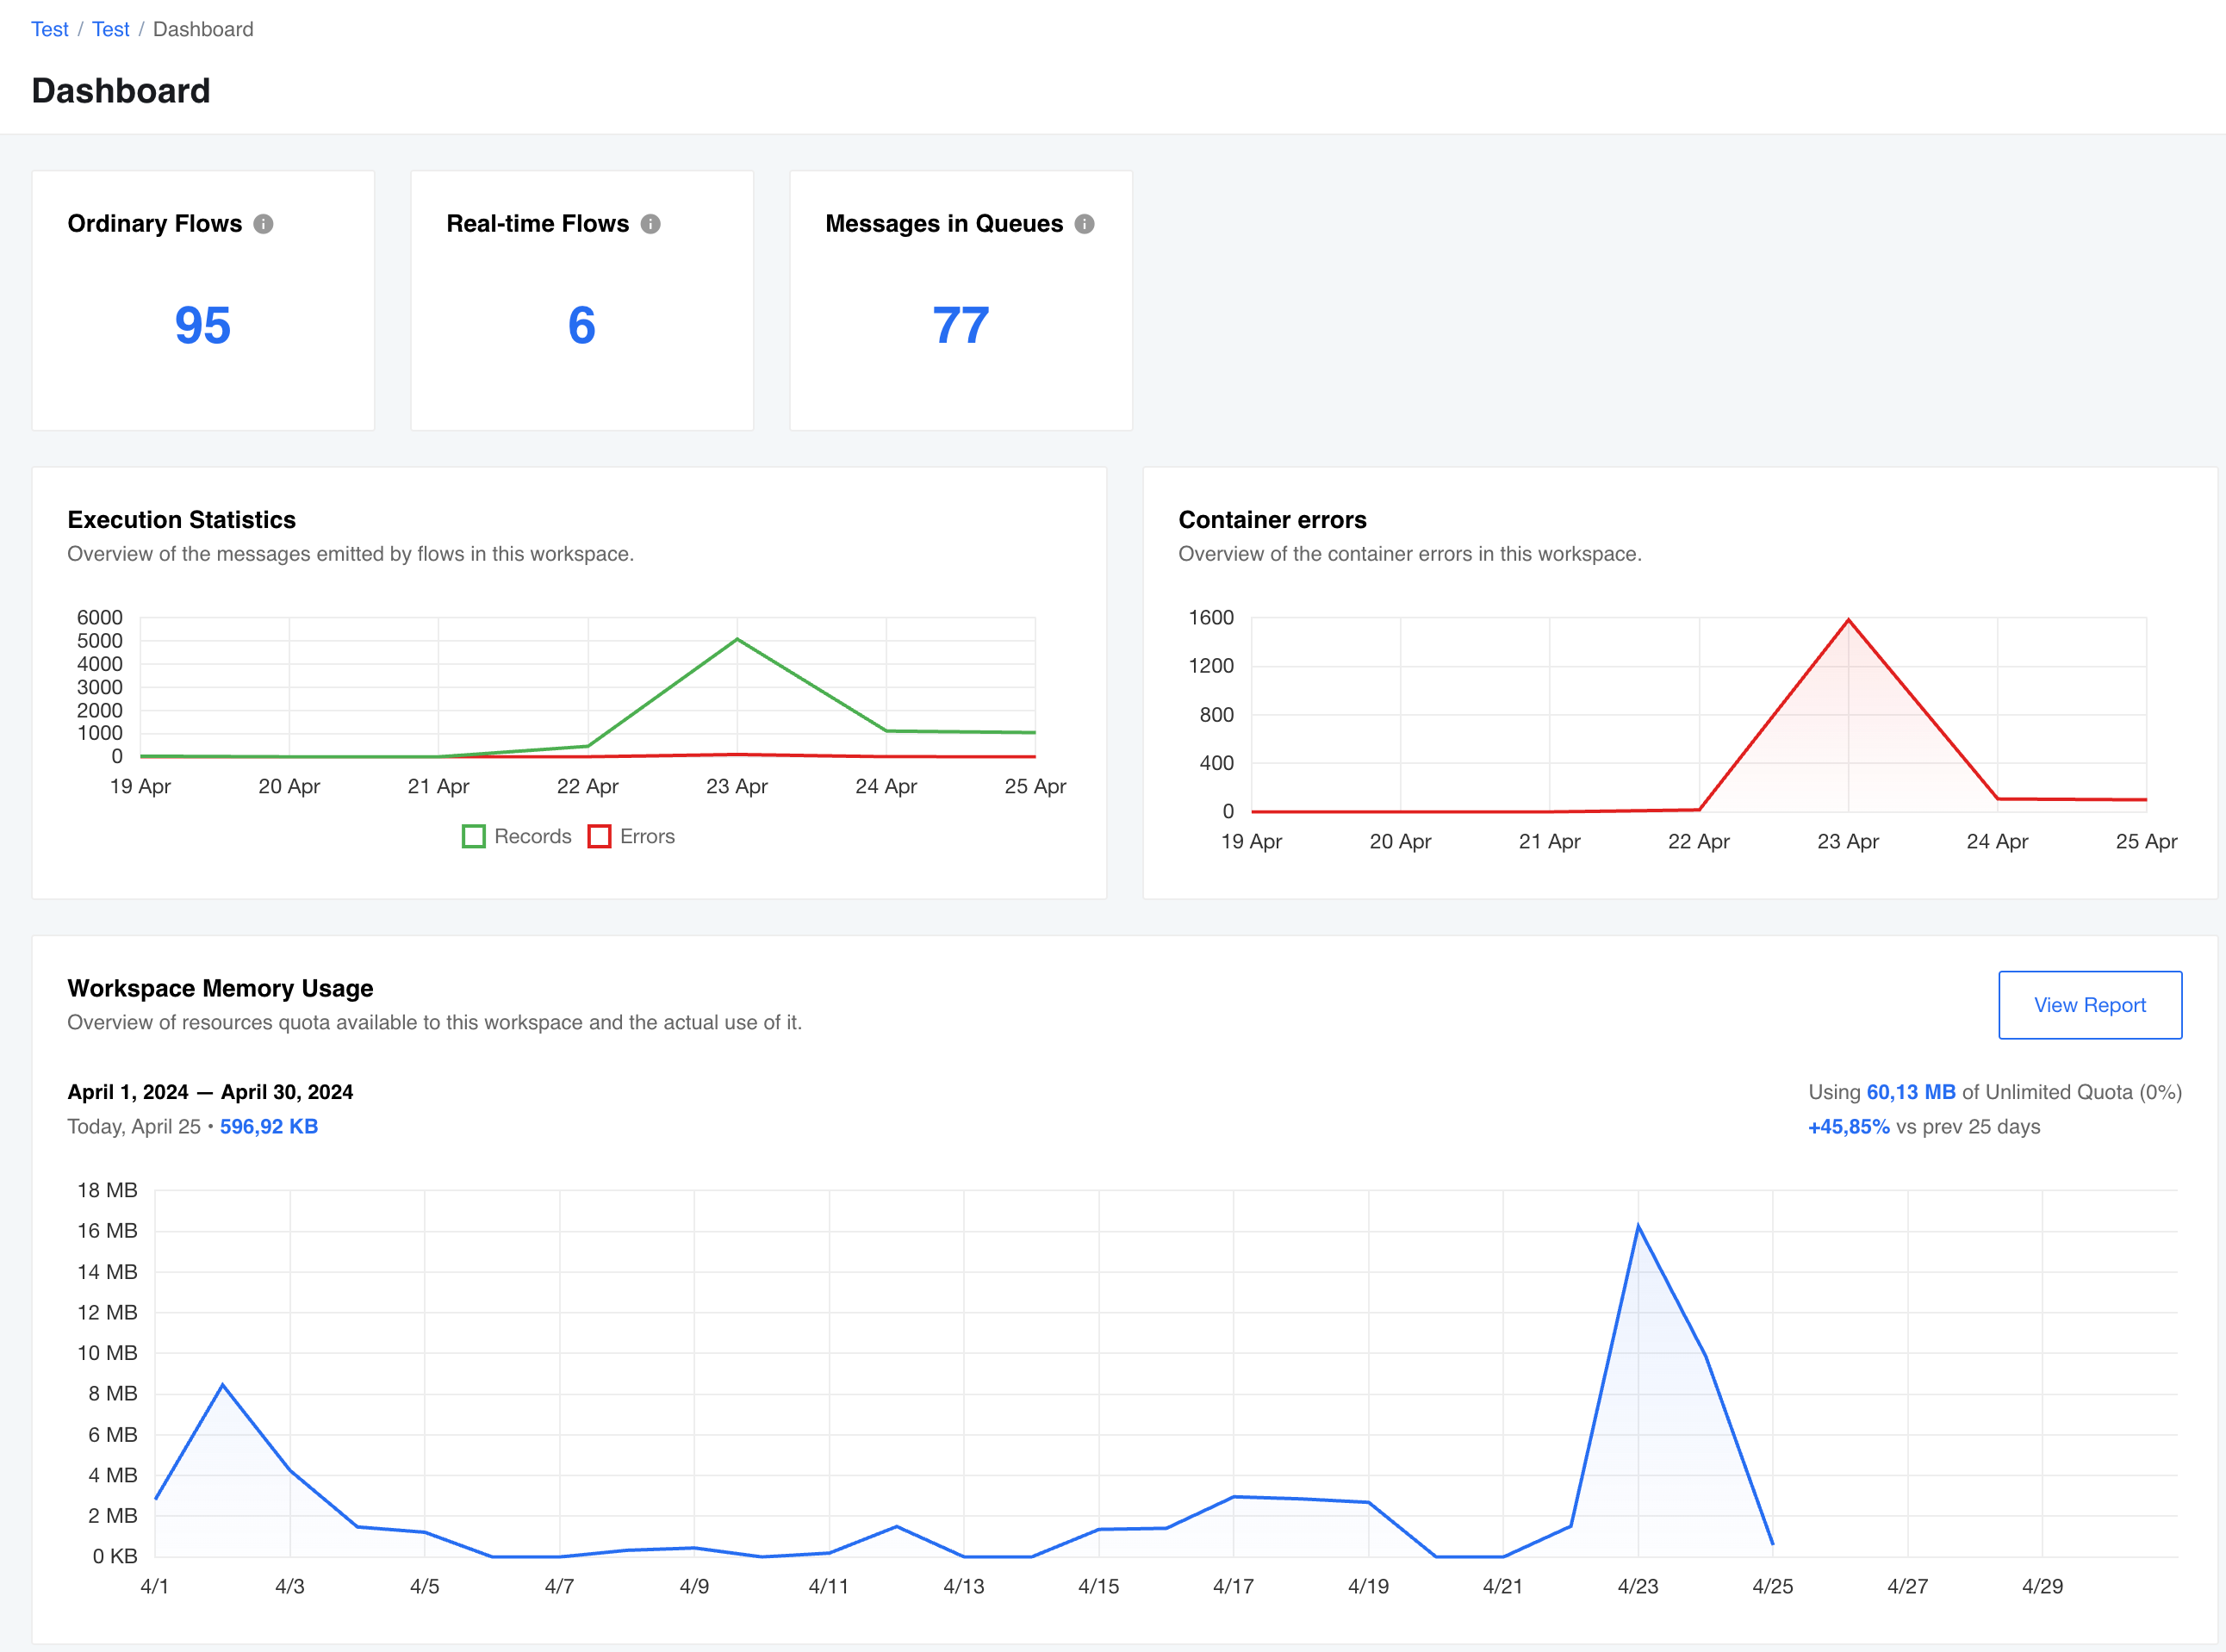 Test / Test / Dashboard
Dashboard
Ordinary Flows
95
Real-time Flows
6
Messages in Queues
77
Execution Statistics
Overview of the messages emitted by flows in this workspace.
6000
5000
4000
3000
2000
1000
0
19 Apr 20 Apr 21 Apr 22 Apr 23 Apr 24 Apr 25 Apr
Records Errors
Container errors
Overview of the container errors in this workspace.
1600
1200
800
400
0
19 Apr 20 Apr 21 Apr 22 Apr 23 Apr 24 Apr 25 Apr
Workspace Memory Usage
Overview of resources quota available to this workspace and the actual use of it.
View Report
April 1, 2024 — April 30, 2024
Today, April 25 • 596,92 KB
Using 60,13 MB of Unlimited Quota (0%)
+45,85% vs prev 25 days
18 MB
16 MB
14 MB
12 MB
10 MB
8 MB
6 MB
4 MB
2 MB
0 KB
4/1 4/3 4/5 4/7 4/9 4/11 4/13 4/15 4/17 4/19 4/21 4/23 4/25 4/27 4/29